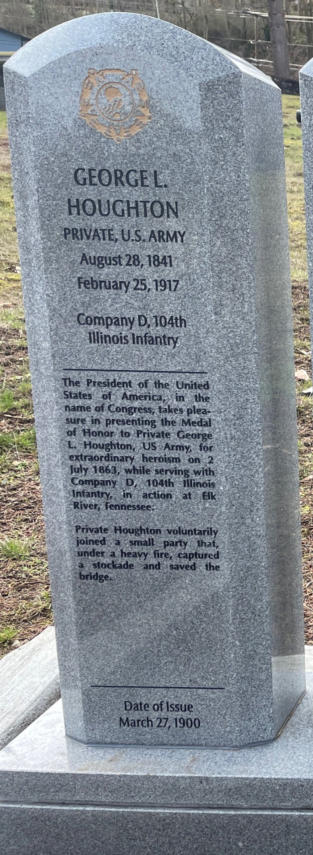 GEORGE L.
HOUGHTON
PRIVATE, U.S. ARMY
August 28, 1841
February 25, 1917
Company D, 104th
Illinois Infantry
The President of the United
States of America, in the
name of Congress, takes plea-
sure in presenting the Medal
of Honor to Private George
L. Houghton, US Army, for
extraordinary heroism on 2
July 1863, while serving with
Company D, 104th Illinois
Infantry, in action at Elk
River, Tennessee.
Private Houghton voluntarily
joined a small party that,
under a heavy fire, captured
a stockade and saved the
bridge.
Date of Issue
March 27, 1900